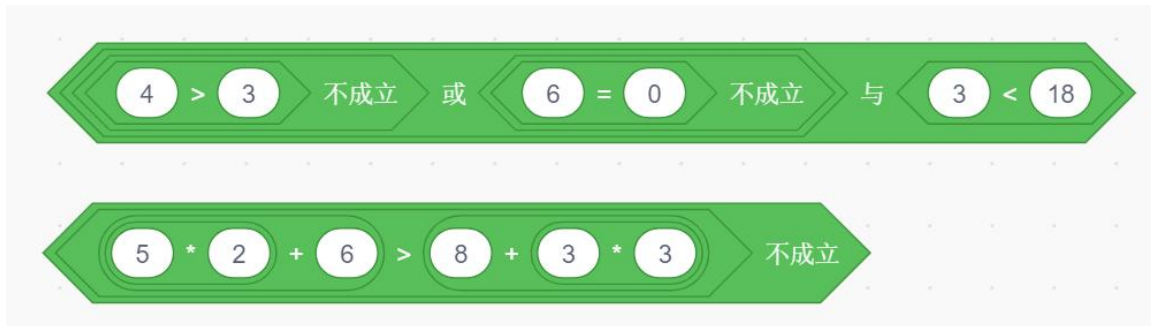 4 > 3 不成立 或 6 = 0 不成立 与 3 < 18
5 * 2 + 6 > 8 + 3 * 3 不成立